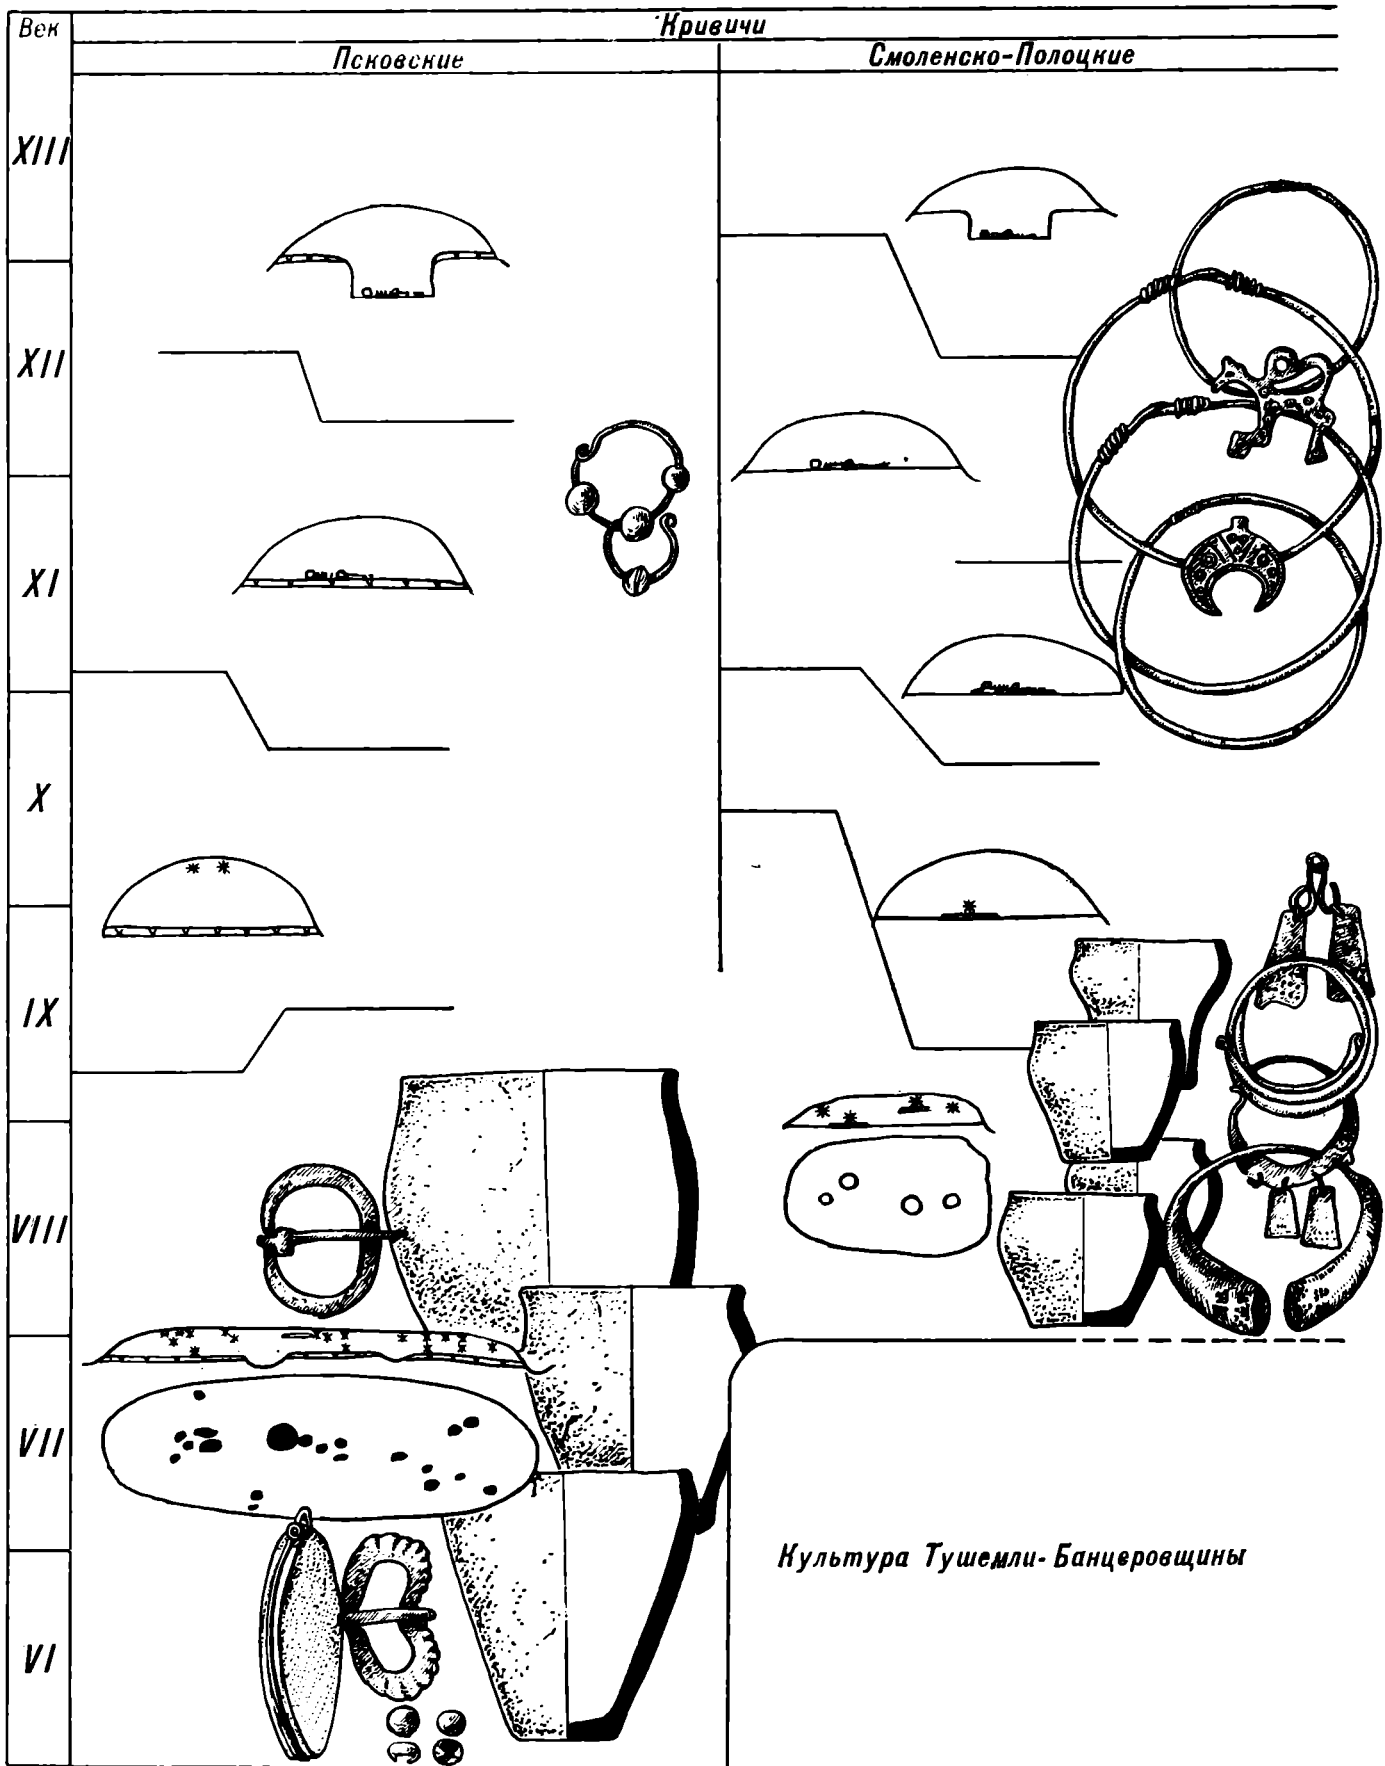 Век
Кривичи
Псковские
Смоленско-Полоцкие
XIII
XII
XI
X
IX
VIII
VII
Культура Тушемли-Банцеровщины
VI